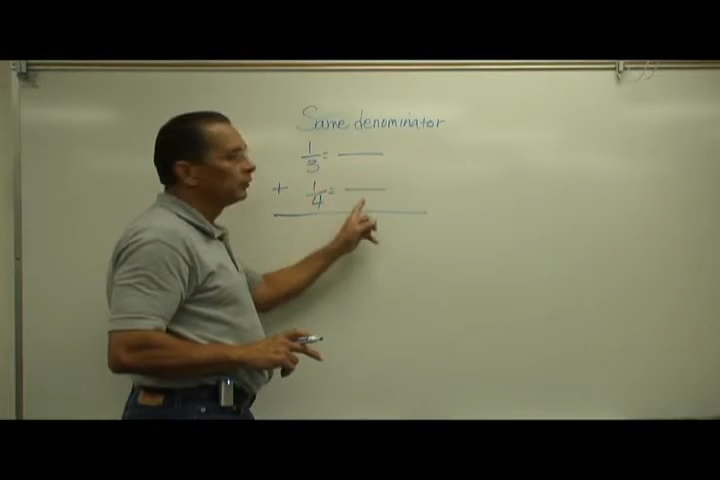 Same denominator
1/3 = ___
+ 1/4 = ___